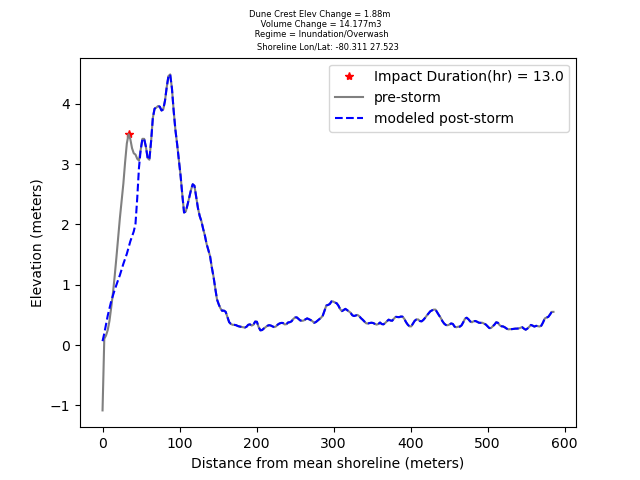 Dune Crest Elev Change = 1.88m
Volume Change = 14.177m3
Regime = Inundation/Overwash
Shoreline Lon/Lat: -80.311 27.523
Impact Duration(hr) = 13.0
pre-storm
modeled post-storm
Elevation (meters)
4
3
2
1
0
−1
0 100 200 300 400 500 600
Distance from mean shoreline (meters)